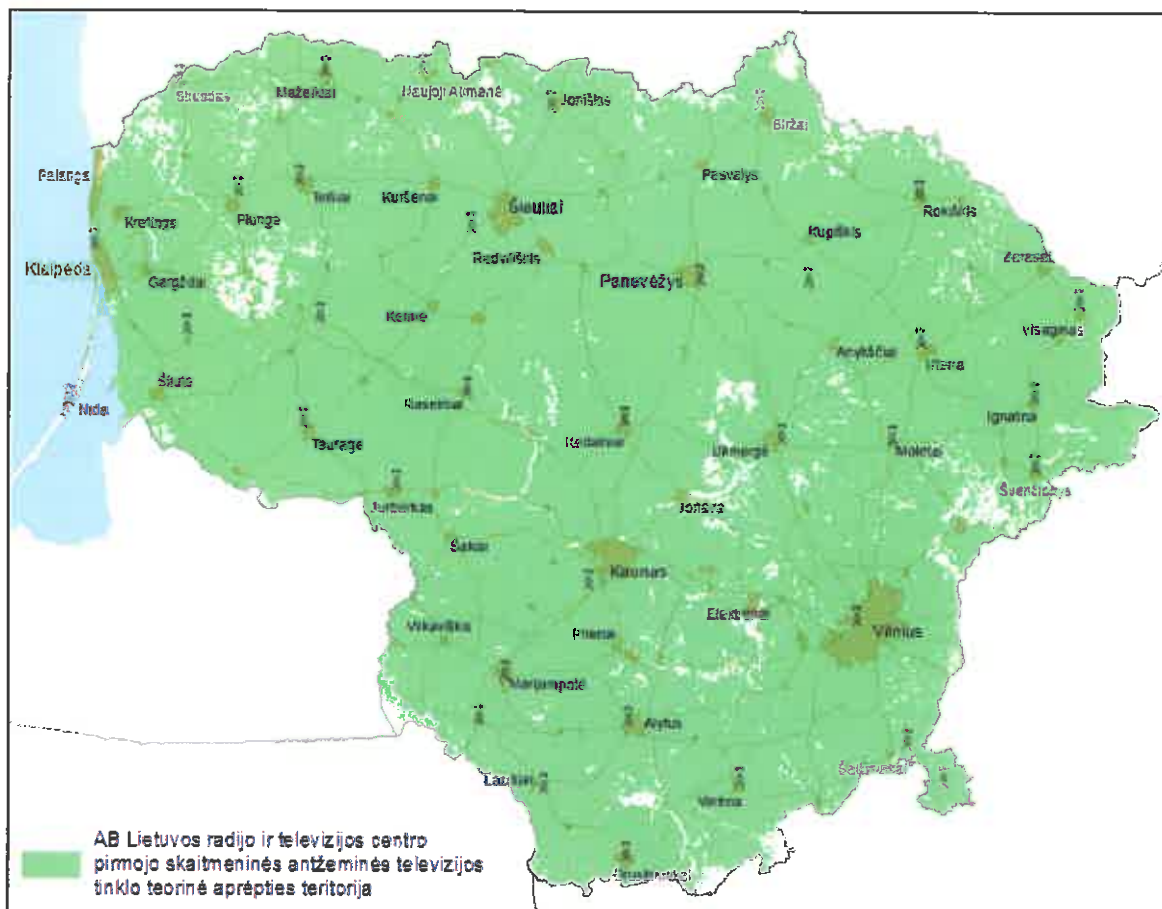 Mažeikiai
Naujoji Akmenė
Joniškis
Biržai
Palanga
Kretinga
Plungė
Telšiai
Kuršėnai
Šiauliai
Pasvalys
Rokiškis
Radviliškis
Kupiškis
Zarasai
Klaipėda
Gargždai
Panevėžys
Kelmė
Visaginas
Anykščiai
Utena
Šilutė
Nida
Raseiniai
Ignalina
Tauragė
Kėdainiai
Ukmergė
Molėtai
Švenčionys
Jurbarkas
Jonava
Šakiai
Kaunas
Elektrėnai
Vilkaviškis
Prienai
Vilnius
Marijampolė
Alytus
Šalčininkai
Lazdijai
Varėna
Druskininkai
AB Lietuvos radijo ir televizijos centro
pirmojo skaitmeninės antžeminės televizijos
tinklo teorinė aprėpties teritorija